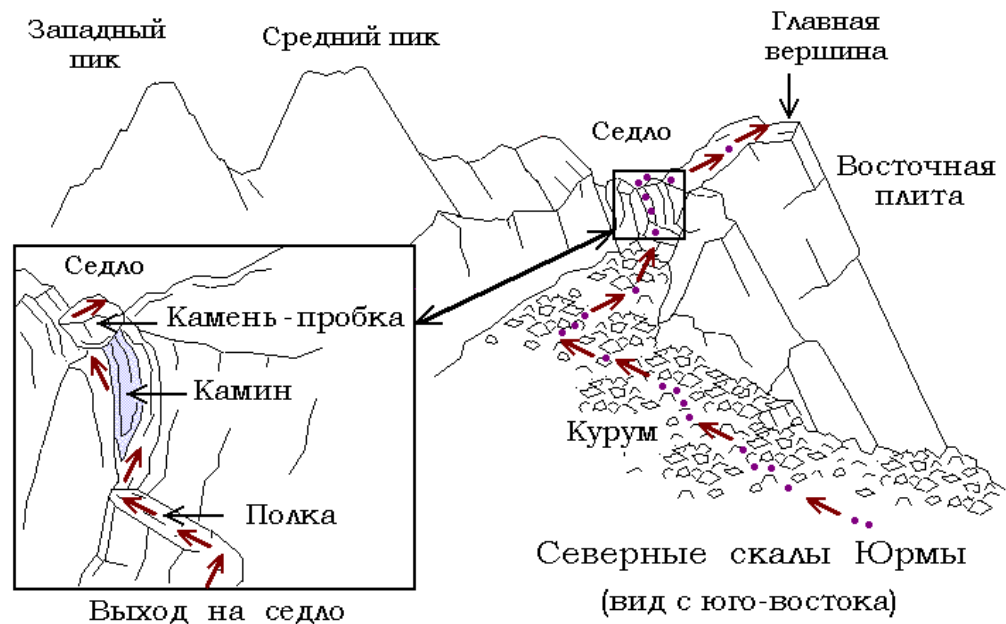 Западный
пик
Средний пик
Главная
вершина
Седло
Восточная
плита
Седло
Камень-пробка
Камин
Курум
Полка
Северные скалы Юрмы
(вид с юго-востока)
Выход на седло